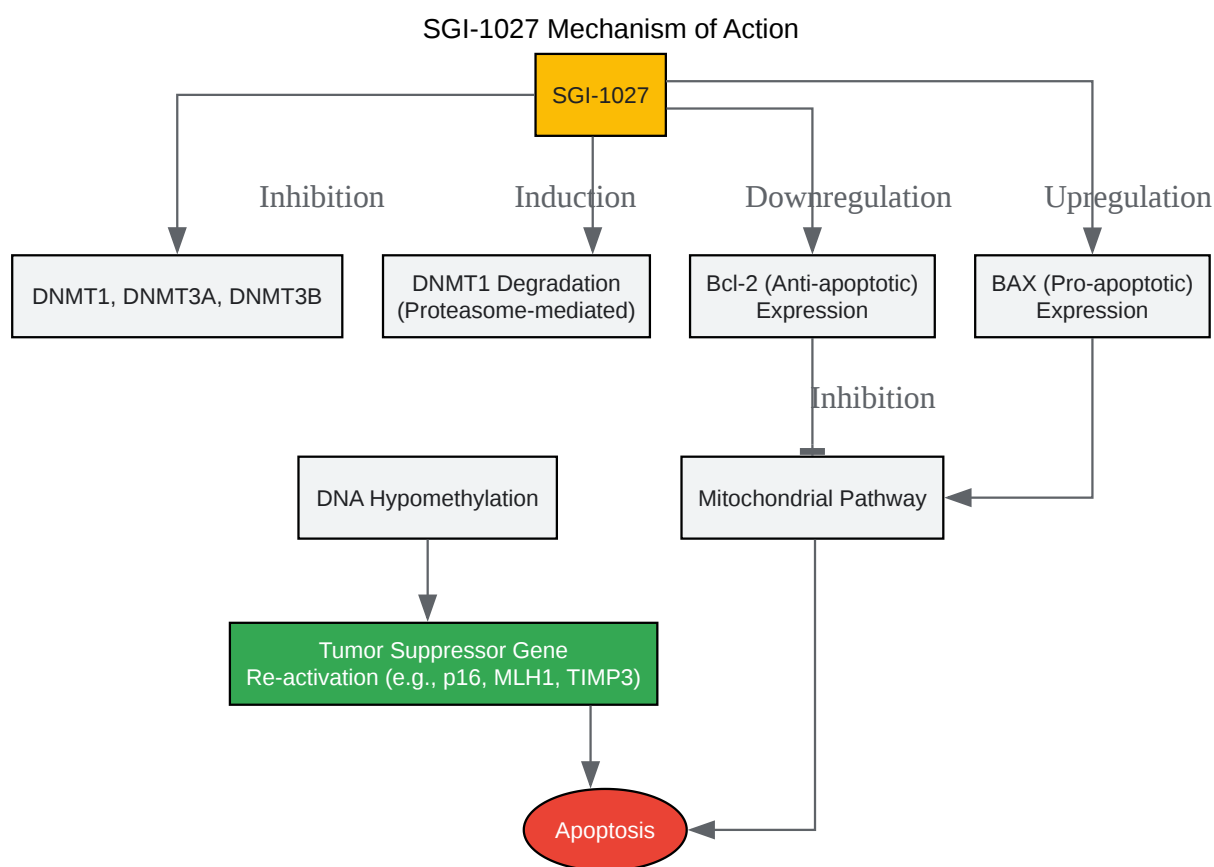 SGI-1027 Mechanism of Action
SGI-1027
Inhibition
Induction
Downregulation
Upregulation
DNMT1, DNMT3A, DNMT3B
DNMT1 Degradation
(Proteasome-mediated)
Bcl-2 (Anti-apoptotic)
Expression
BAX (Pro-apoptotic)
Expression
Inhibition
DNA Hypomethylation
Mitochondrial Pathway
Tumor Suppressor Gene
Re-activation (e.g., p16, MLH1, TIMP3)
Apoptosis